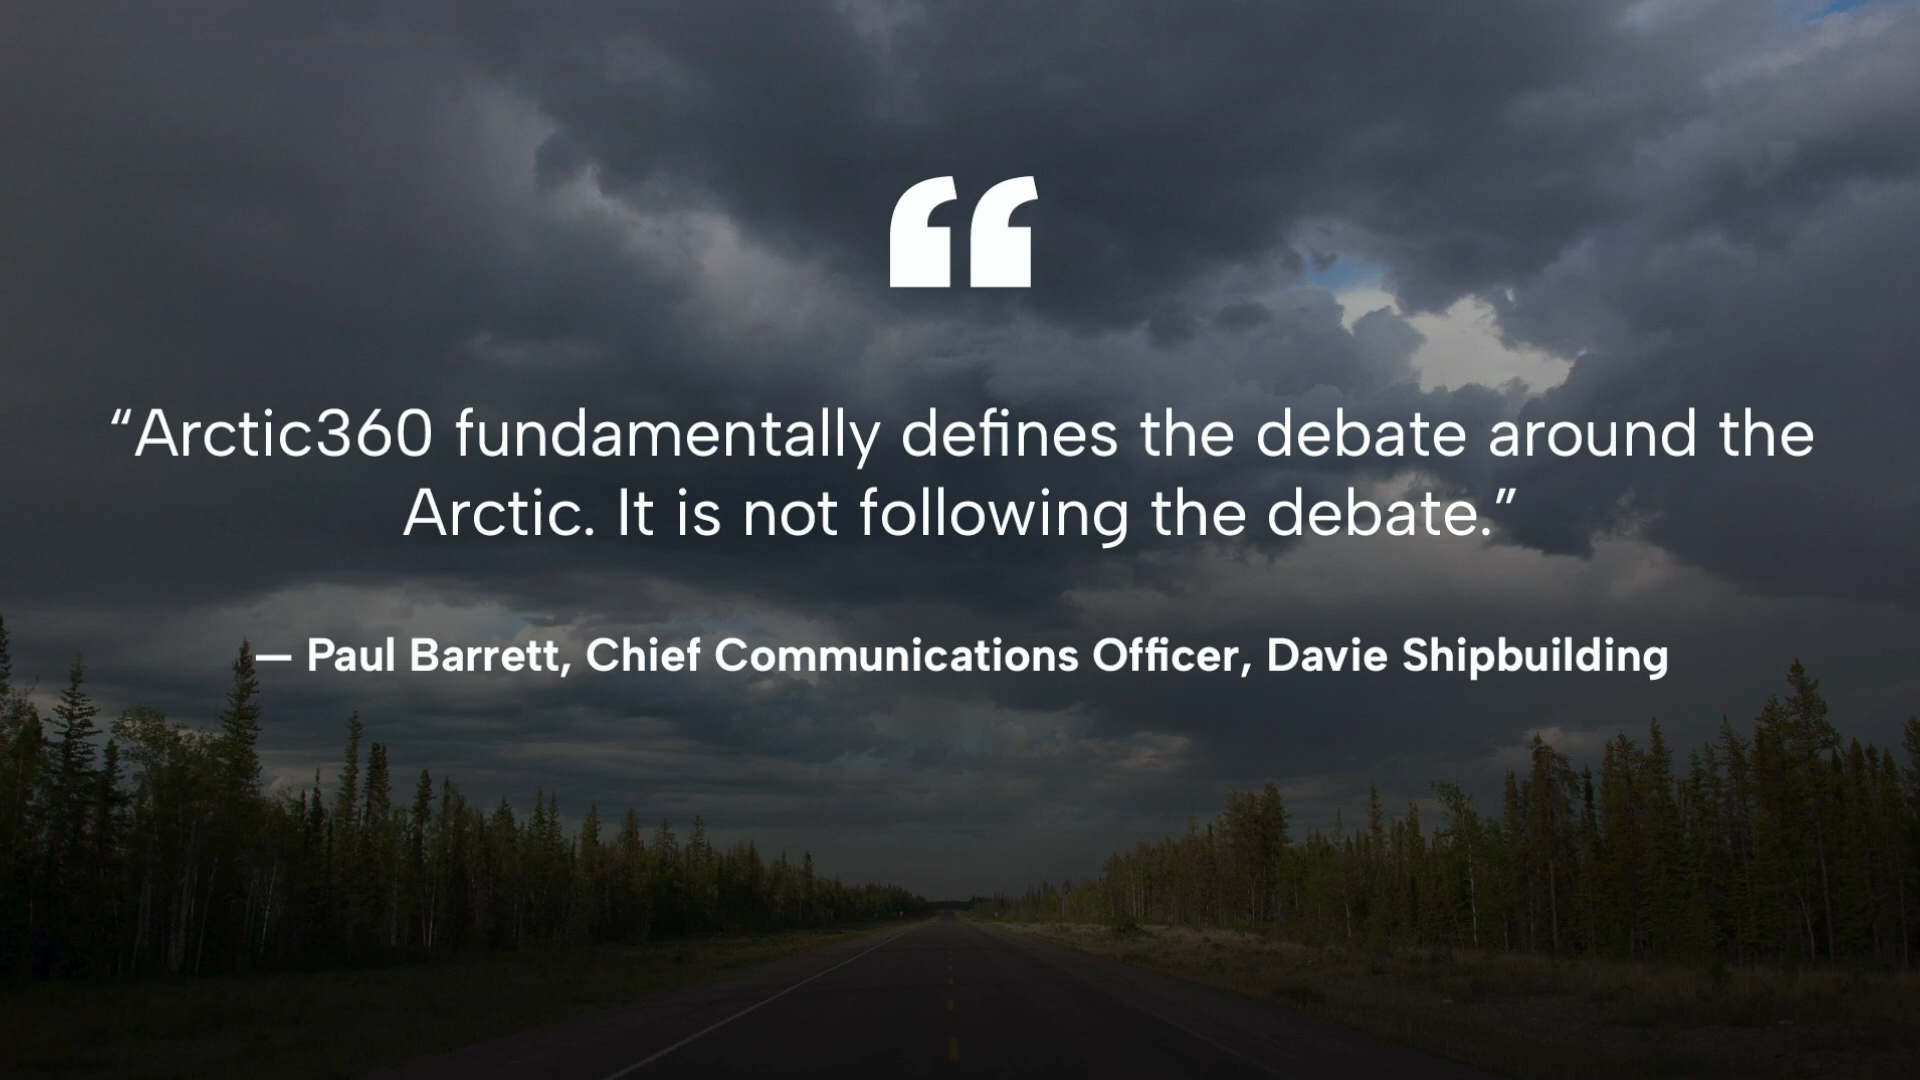 “Arctic360 fundamentally defines the debate around the
Arctic. It is not following the debate.”
— Paul Barrett, Chief Communications Officer, Davie Shipbuilding